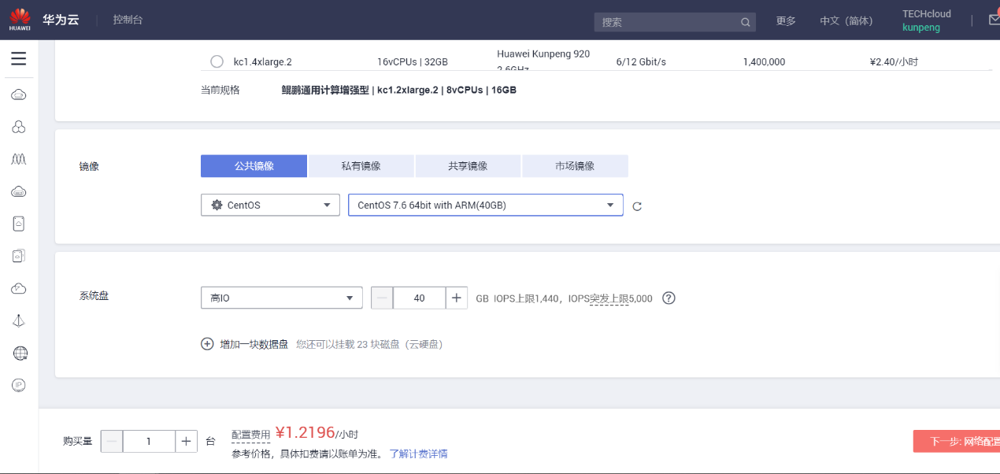 HUAWEI 华为云 控制台 搜索 更多 中文（简体） TECHcloud
kunpeng
kc1.4xlarge.2 16vCPUs | 32GB Huawei Kunpeng 920 2.6GHz 6/12 Gbit/s 1,400,000 ¥2.40/小时
当前规格 鲲鹏通用计算增强型 | kc1.2xlarge.2 | 8vCPUs | 16GB
镜像 公共镜像 私有镜像 共享镜像 市场镜像
CentOS CentOS 7.6 64bit with ARM(40GB)
系统盘 高IO 40 GB IOPS上限1,440，IOPS突发上限5,000
增加一块数据盘 您还可以挂载 23 块磁盘（云硬盘）
购买量 1 台 配置费用 ¥1.2196/小时
参考价格，具体扣费请以账单为准。 了解计费详情
下一步: 网络配置